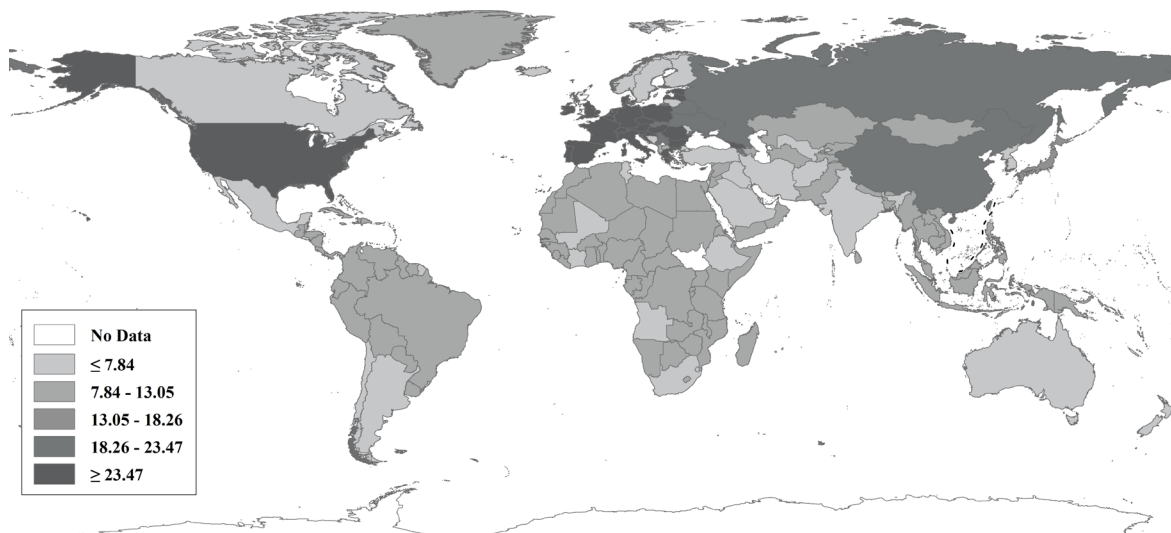 No Data
≤ 7.84
7.84 - 13.05
13.05 - 18.26
18.26 - 23.47
≥ 23.47